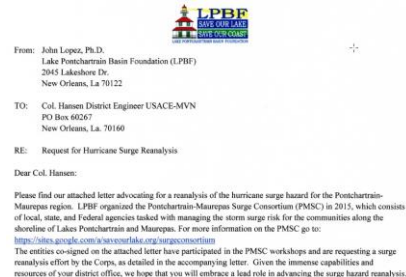 LPBF
SAVE OUR LAKE
SAVE OUR COAST
LAKE PONTCHARTRAIN BASIN FOUNDATION
From: John Lopez, Ph.D.
Lake Pontchartrain Basin Foundation (LPBF)
2045 Lakeshore Dr.
New Orleans, La 70122
TO: Col. Hansen District Engineer USACE-MVN
PO Box 60267
New Orleans, La. 70160
RE: Request for Hurricane Surge Reanalysis
Dear Col. Hansen:
Please find our attached letter advocating for a reanalysis of the hurricane surge hazard for the Pontchartrain-
Maurepas region. LPBF organized the Pontchartrain-Maurepas Surge Consortium (PMSC) in 2015, which consists
of local, state, and Federal agencies tasked with managing the storm surge risk for the communities along the
shoreline of Lakes Pontchartrain and Maurepas. For more information on the PMSC go to:
https://sites.google.com/a/saveourlake.org/surgeconsortium
The entities co-signed on the attached letter have participated in the PMSC workshops and are requesting a surge
reanalysis effort by the Corps, as detailed in the accompanying letter. Given the immense capabilities and
resources of your district office, we hope that you will embrace a lead role in advancing the surge hazard reanalysis.